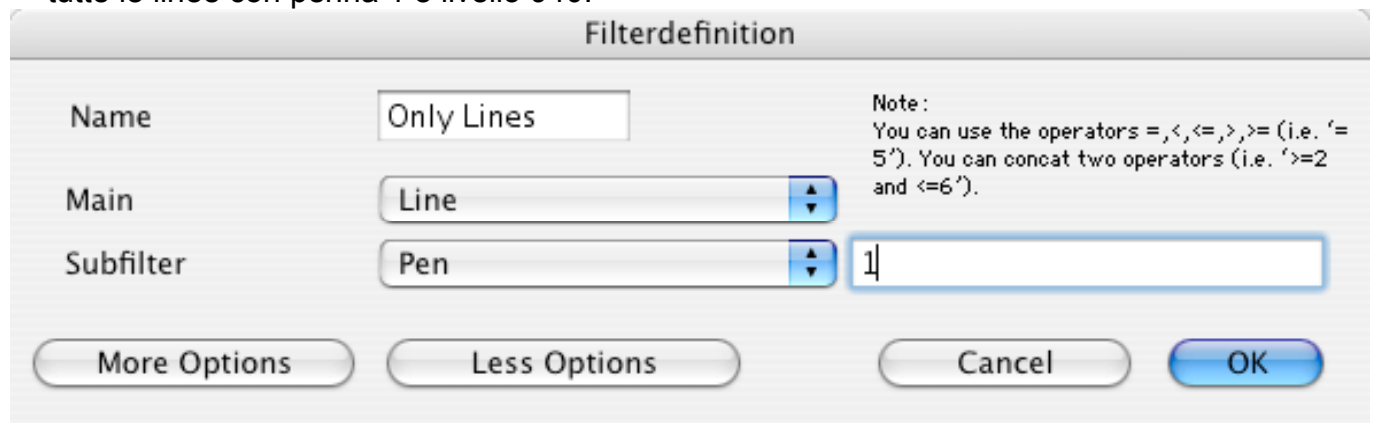 Filterdefinition
Name
Only Lines
Note:
You can use the operators =,<,<=,>,>= (i.e. ‘=
5’). You can concat two operators (i.e. ‘>=2
and <=6’).
Main
Line
Subfilter
Pen
1
More Options
Less Options
Cancel
OK